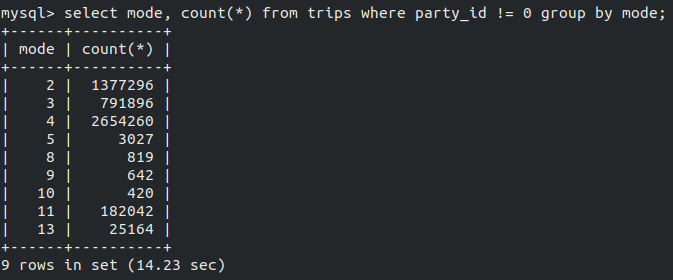 mysql> select mode, count(*) from trips where party_id != 0 group by mode;
+------+----------+
| mode | count(*) |
+------+----------+
|    2 |  1377296 |
|    3 |   791896 |
|    4 |  2654260 |
|    5 |     3027 |
|    8 |      819 |
|    9 |      642 |
|   10 |      420 |
|   11 |   182042 |
|   13 |    25164 |
+------+----------+
9 rows in set (14.23 sec)